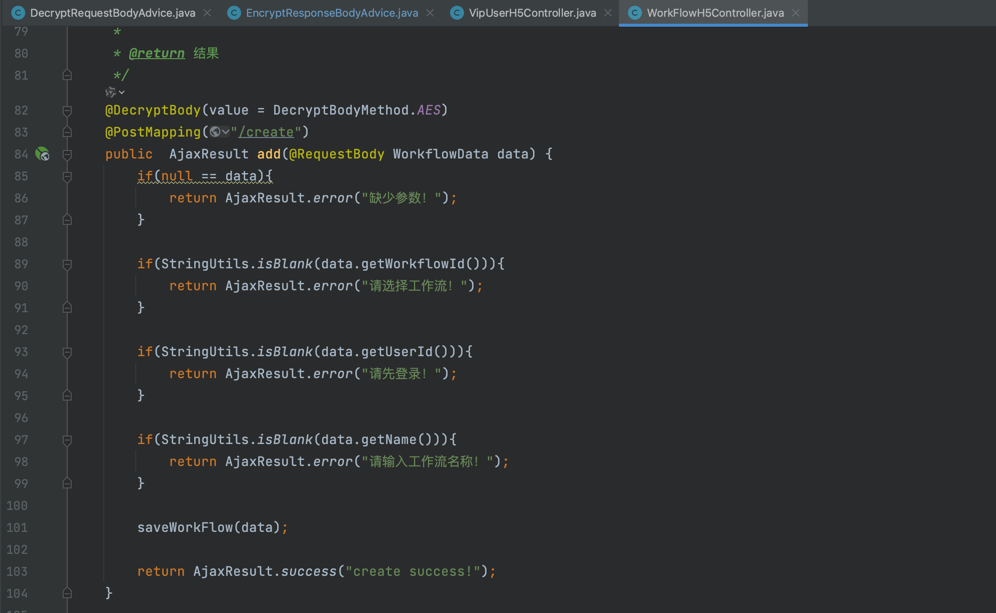 DecryptRequestBodyAdvice.java
EncryptResponseBodyAdvice.java
VipUserH5Controller.java
WorkFlowH5Controller.java
79 *
80 * @return 结果
81 */
82 @DecryptBody(value = DecryptBodyMethod.AES)
83 @PostMapping("/create")
84 public  AjaxResult add(@RequestBody WorkflowData data) {
85 if(null == data){
86 return AjaxResult.error("缺少参数！");
87 }
88
89 if(StringUtils.isBlank(data.getWorkflowId())){
90 return AjaxResult.error("请选择工作流！");
91 }
92
93 if(StringUtils.isBlank(data.getUserId())){
94 return AjaxResult.error("请先登录！");
95 }
96
97 if(StringUtils.isBlank(data.getName())){
98 return AjaxResult.error("请输入工作流名称！");
99 }
100
101 saveWorkFlow(data);
102
103 return AjaxResult.success("create success!");
104 }